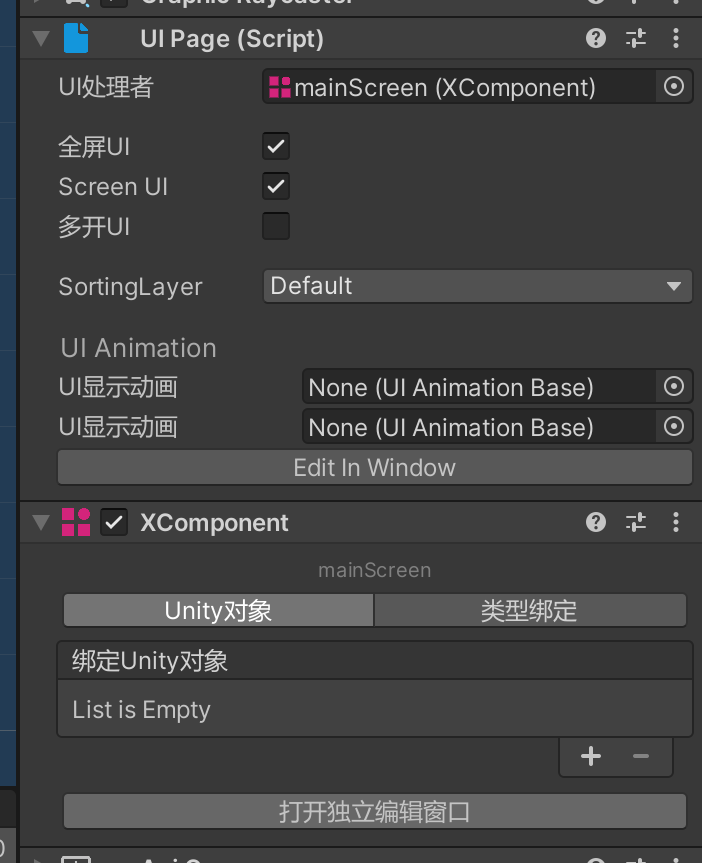 UI Page (Script)
UI处理者 mainScreen (XComponent)
全屏UI
Screen UI
多开UI
SortingLayer Default
UI Animation
UI显示动画 None (UI Animation Base)
UI显示动画 None (UI Animation Base)
Edit In Window
XComponent
mainScreen
Unity对象 类型绑定
绑定Unity对象
List is Empty
打开独立编辑窗口